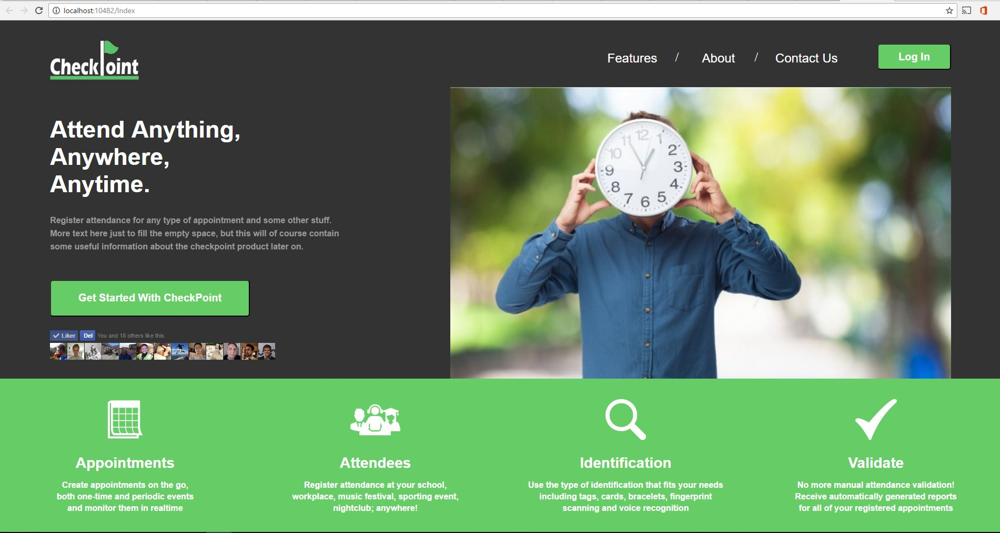 localhost:10482/Index
CheckPoint
Features / About / Contact Us
Log In
Attend Anything,
Anywhere,
Anytime.
12
11 1
10 2
9 3
8 4
7 6 5
Register attendance for any type of appointment and some other stuff.
More text here just to fill the empty space, but this will of course contain
some useful information about the checkpoint product later on.
Get Started With CheckPoint
Liker Del You and 18 others like this.
Appointments
Create appointments on the go,
both one-time and periodic events
and monitor them in realtime
Attendees
Register attendance at your school,
workplace, music festival, sporting event,
nightclub; anywhere!
Identification
Use the type of identification that fits your needs
including tags, cards, bracelets, fingerprint
scanning and voice recognition
Validate
No more manual attendance validation!
Receive automatically generated reports
for all of your registered appointments